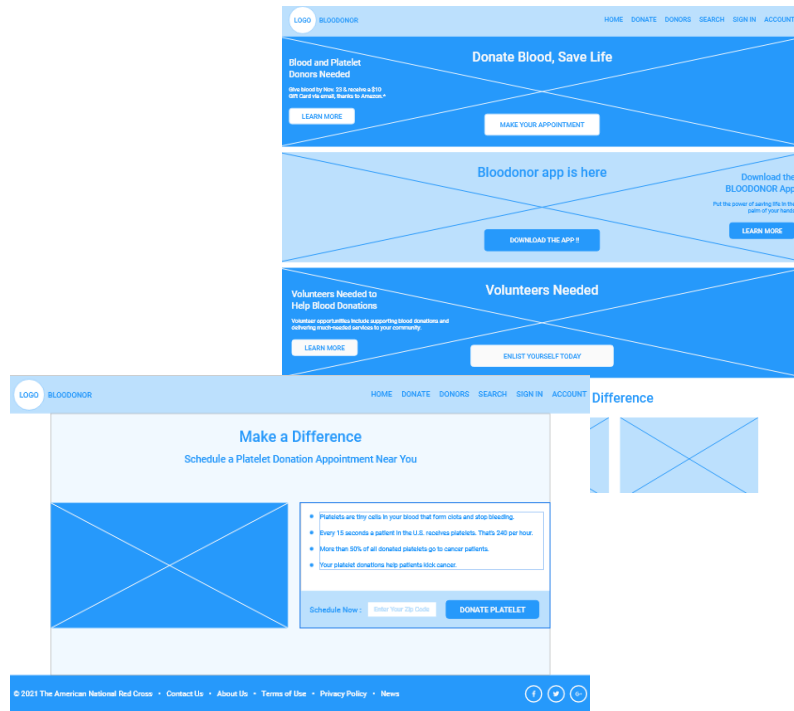 LOGO BLOODONOR HOME DONATE DONORS SEARCH SIGN IN ACCOUNT
Donate Blood, Save Life
Blood and Platelet
Donors Needed
Give blood by Nov. 23 & receive a $10
Gift Card via email, thanks to Amazon.*
LEARN MORE
MAKE YOUR APPOINTMENT
Bloodonor app is here
Download the
BLOODONOR App
Put the power of saving life in the
palm of your hands
LEARN MORE
DOWNLOAD THE APP !!
Volunteers Needed
Volunteers Needed to
Help Blood Donations
Volunteer opportunities include supporting blood donations and
delivering much-needed services to your community.
LEARN MORE
ENLIST YOURSELF TODAY
Difference
LOGO BLOODONOR HOME DONATE DONORS SEARCH SIGN IN ACCOUNT
Make a Difference
Schedule a Platelet Donation Appointment Near You
Platelets are tiny cells in your blood that form clots and atop bleeding.
Every 15 seconds a patient in the U.S. receives platelets. That's 240 per hour.
More than 50% of all donated platelets go to cancer patients.
Your platelet donations help patients kick cancer.
Schedule Now : Enter Your Zip Code DONATE PLATELET
© 2021 The American National Red Cross • Contact Us • About Us • Terms of Use • Privacy Policy • News